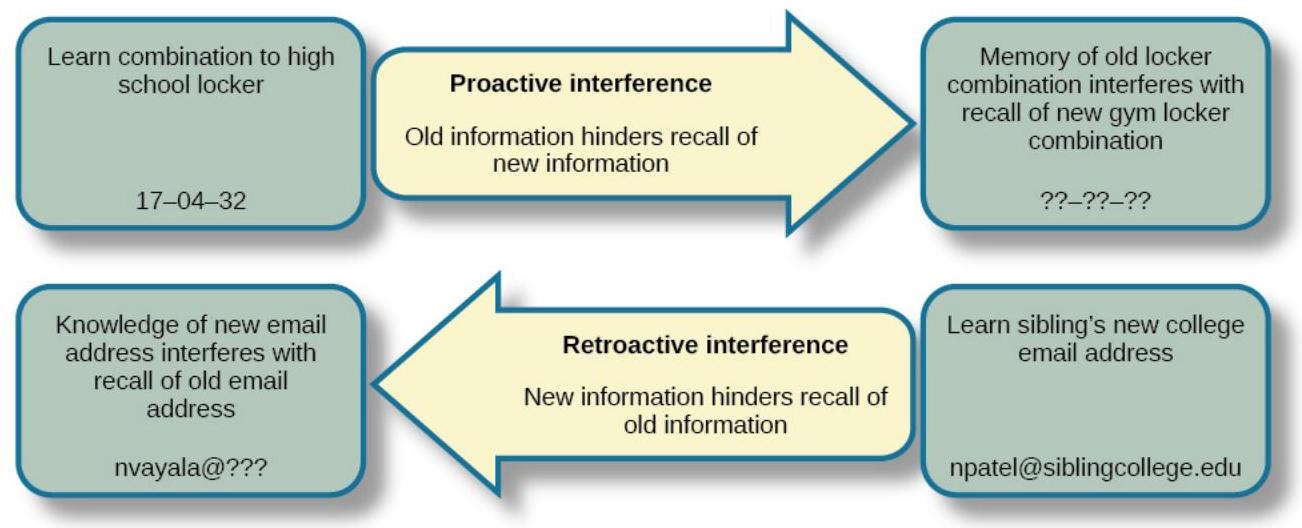 Learn combination to high
school locker
17–04–32
Proactive interference
Old information hinders recall of
new information
Memory of old locker
combination interferes with
recall of new gym locker
combination
??–??–??
Knowledge of new email
address interferes with
recall of old email
address
nvayala@???
Retroactive interference
New information hinders recall of
old information
Learn sibling’s new college
email address
npatel@siblingcollege.edu